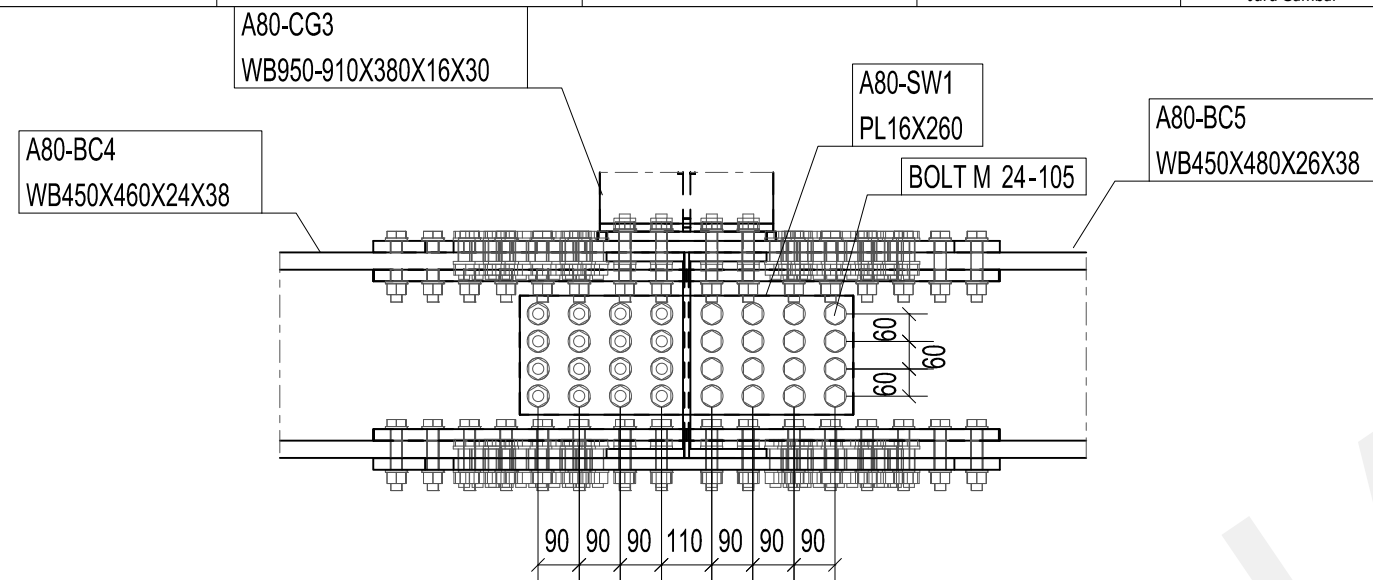 A80-CG3
WB950-910X380X16X30
A80-SW1
PL16X260
A80-BC5
WB450X480X26X38
A80-BC4
WB450X460X24X38
BOLT M 24-105
60
60
60
90 90 90 110 90 90 90